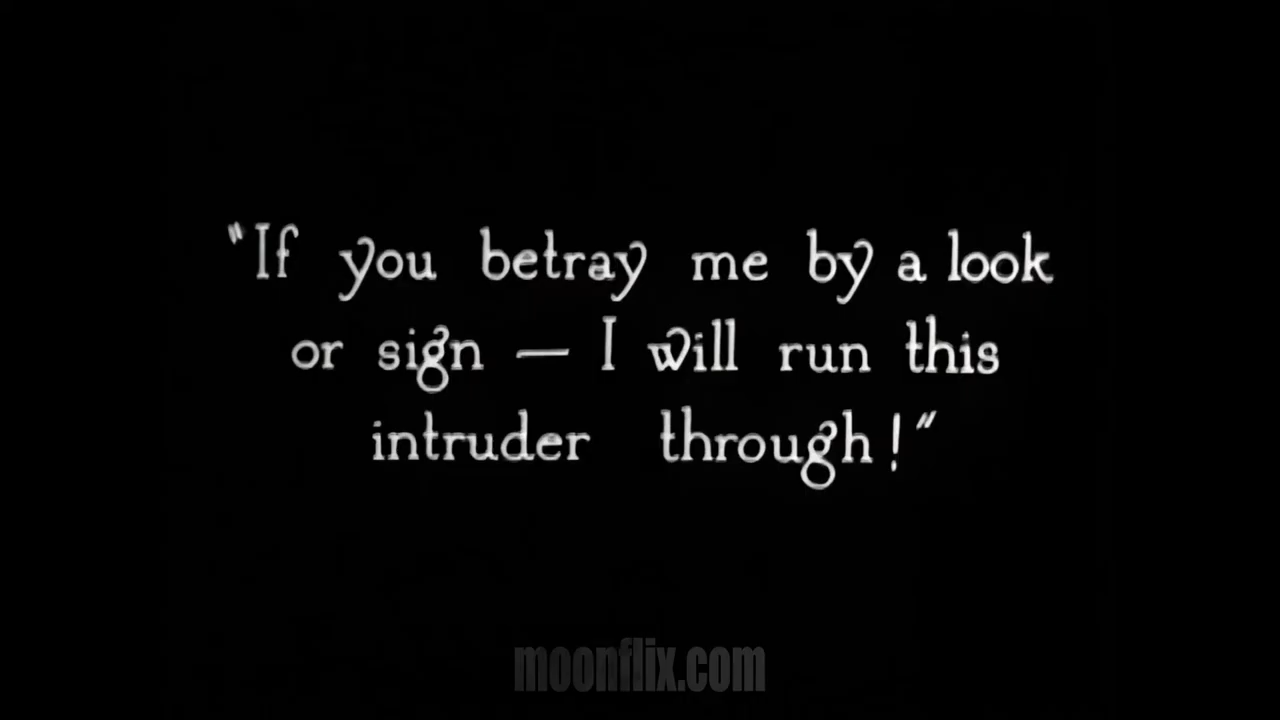 "If you betray me by a look
or sign — I will run this
intruder through!"
moonflix.com